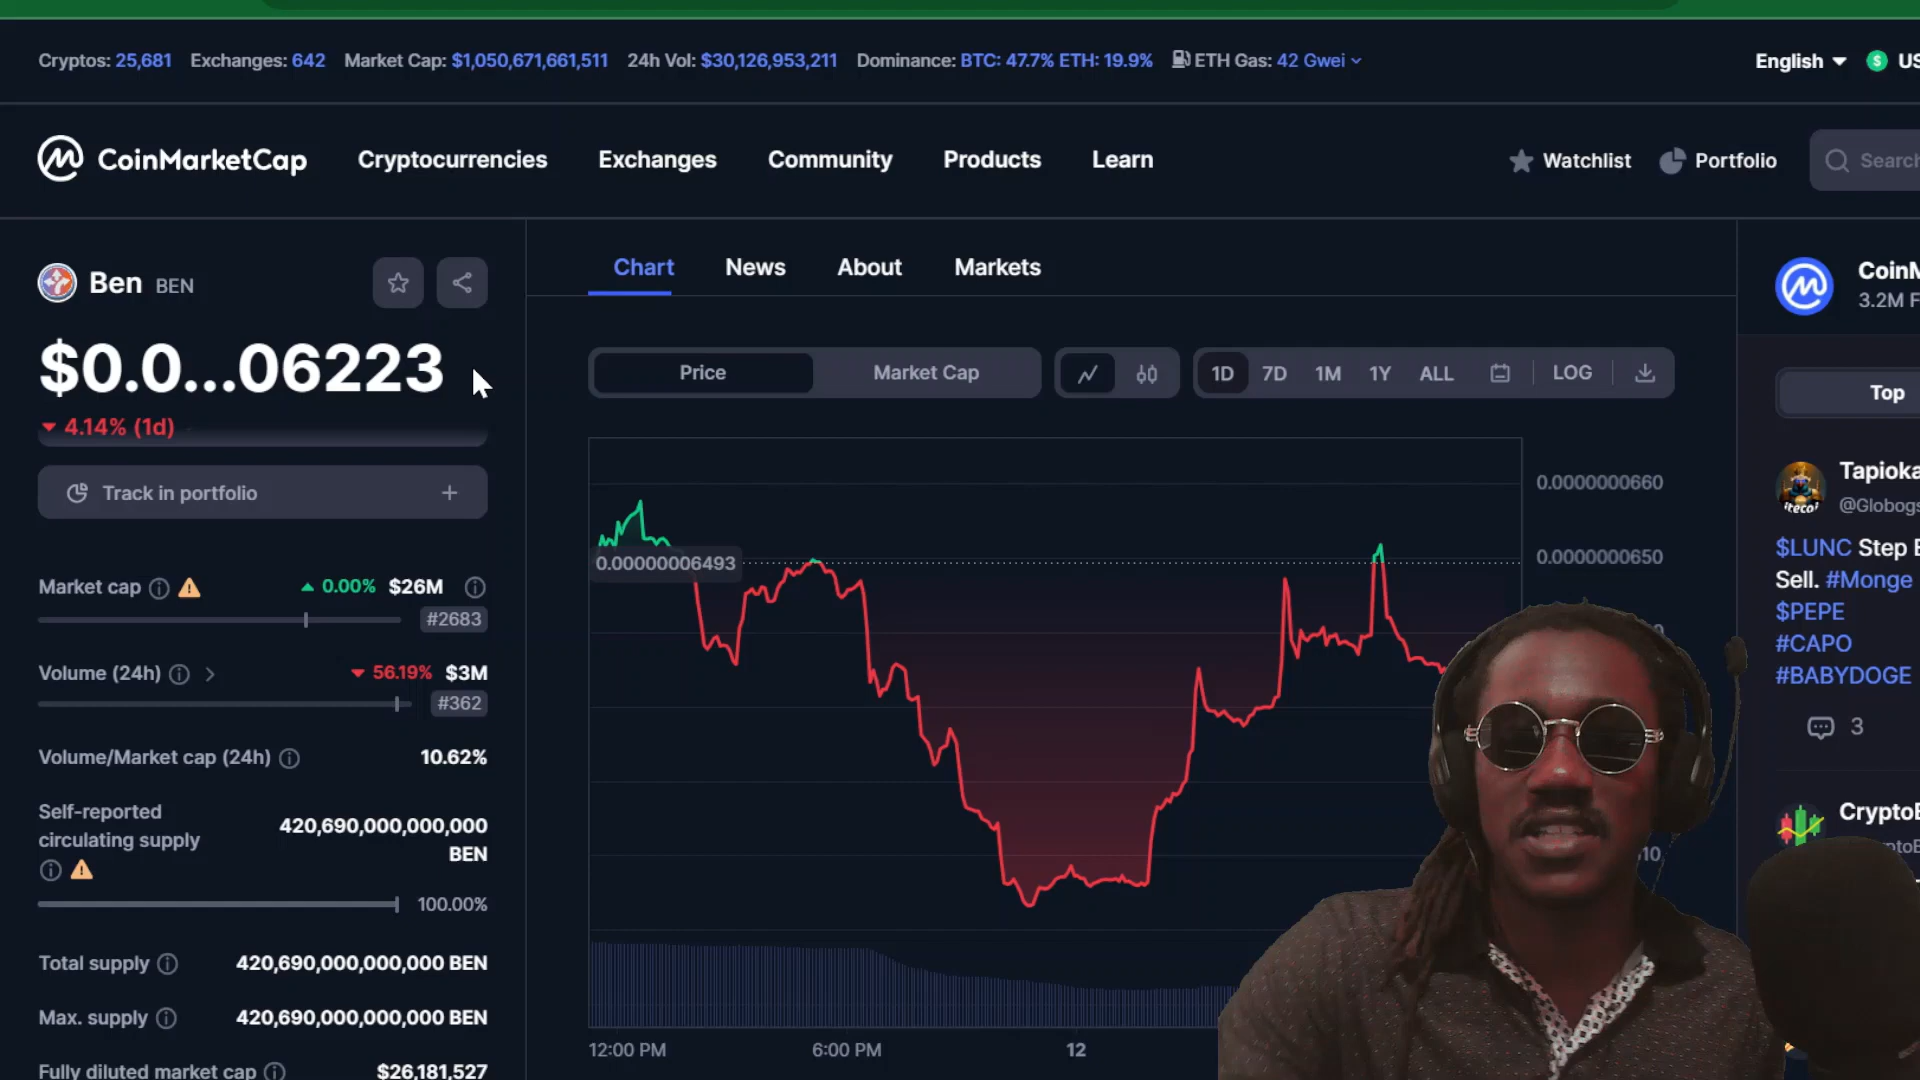 Cryptos: 25,681 Exchanges: 642 Market Cap: $1,050,671,661,511 24h Vol: $30,126,953,211 Dominance: BTC: 47.7% ETH: 19.9% ETH Gas: 42 Gwei
English
CoinMarketCap Cryptocurrencies Exchanges Community Products Learn Watchlist Portfolio Search
Ben BEN
$0.0...06223
4.14% (1d)
Track in portfolio +
Market cap 0.00% $26M
#2683
Volume (24h) 56.19% $3M
#362
Volume/Market cap (24h) 10.62%
Self-reported
circulating supply
420,690,000,000,000
BEN
100.00%
Total supply 420,690,000,000,000 BEN
Max. supply 420,690,000,000,000 BEN
Fully diluted market cap $26,181,527
Chart News About Markets
Price Market Cap 1D 7D 1M 1Y ALL LOG
0.0000000660
0.0000000650
0.00000006493
10
12:00 PM 6:00 PM 12
3.2M F
Top
Tapioka
@Globogs
iteco!
$LUNC Step
Sell. #Monge
$PEPE
#CAPO
#BABYDOGE
3